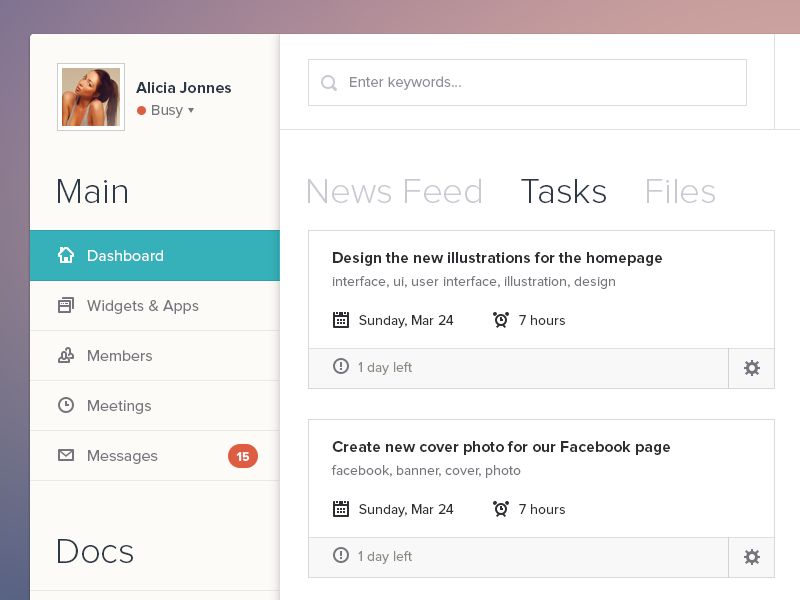 Alicia Jonnes
Busy
Main
Dashboard
Widgets & Apps
Members
Meetings
Messages 15
Docs
Enter keywords...
News Feed Tasks Files
Design the new illustrations for the homepage
interface, ui, user interface, illustration, design
Sunday, Mar 24 7 hours
1 day left
Create new cover photo for our Facebook page
facebook, banner, cover, photo
Sunday, Mar 24 7 hours
1 day left